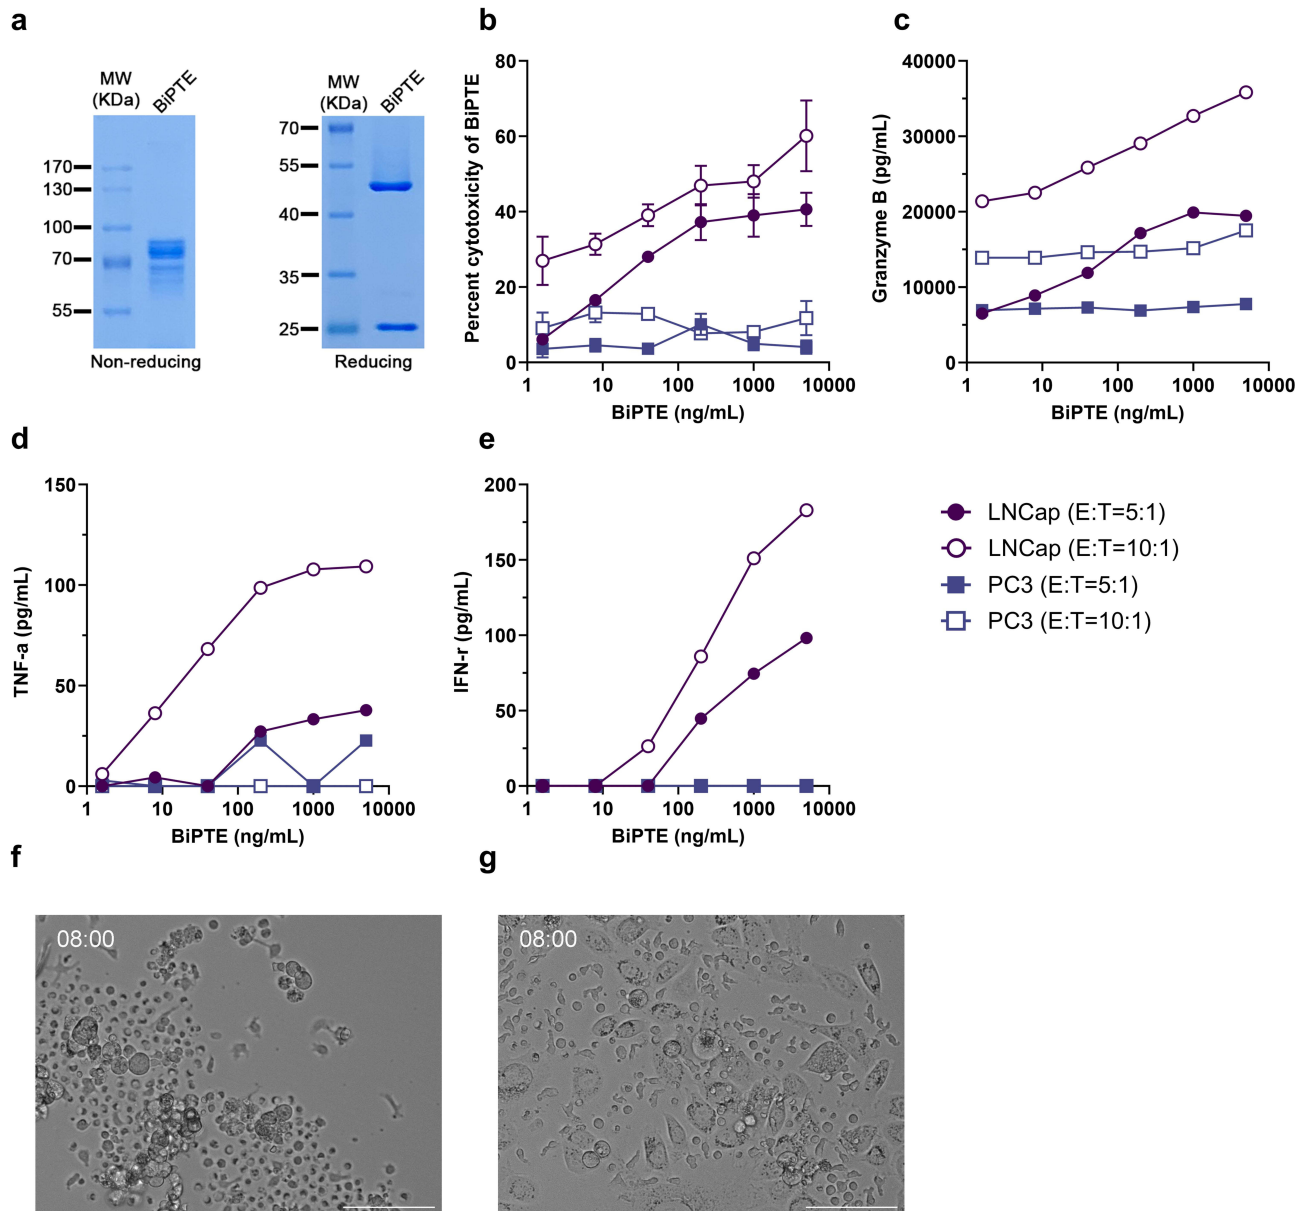 a
MW
(KDa)
BiPTE
170
130
100
70
55
Non-reducing
MW
(KDa)
BiPTE
70
55
40
35
25
Reducing
b
Percent cytotoxicity of BiPTE
80
60
40
20
0
1 10 100 1000 10000
BiPTE (ng/mL)
c
Granzyme B (pg/mL)
40000
30000
20000
10000
0
1 10 100 1000 10000
BiPTE (ng/mL)
d
TNF-a (pg/mL)
150
100
50
0
1 10 100 1000 10000
BiPTE (ng/mL)
e
IFN-r (pg/mL)
200
150
100
50
0
1 10 100 1000 10000
BiPTE (ng/mL)
LNCap (E:T=5:1)
LNCap (E:T=10:1)
PC3 (E:T=5:1)
PC3 (E:T=10:1)
f
08:00
g
08:00